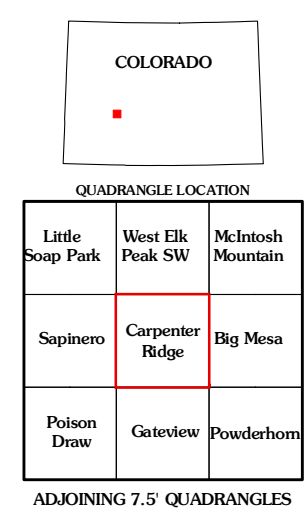 COLORADO
QUADRANGLE LOCATION
Little
Soap Park
West Elk
Peak SW
McIntosh
Mountain
Sapinero
Carpenter
Ridge
Big Mesa
Poison
Draw
Gateview
Powderhorn
ADJOINING 7.5' QUADRANGLES